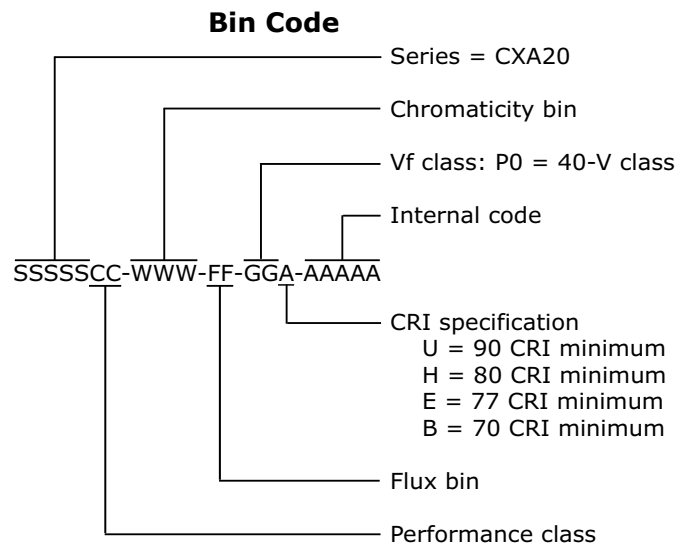 Bin Code
Series = CXA20
Chromaticity bin
Vf class: P0 = 40-V class
Internal code
SSSSSCC-WWW-FF-GGA-AAAAA
CRI specification
U = 90 CRI minimum
H = 80 CRI minimum
E = 77 CRI minimum
B = 70 CRI minimum
Flux bin
Performance class